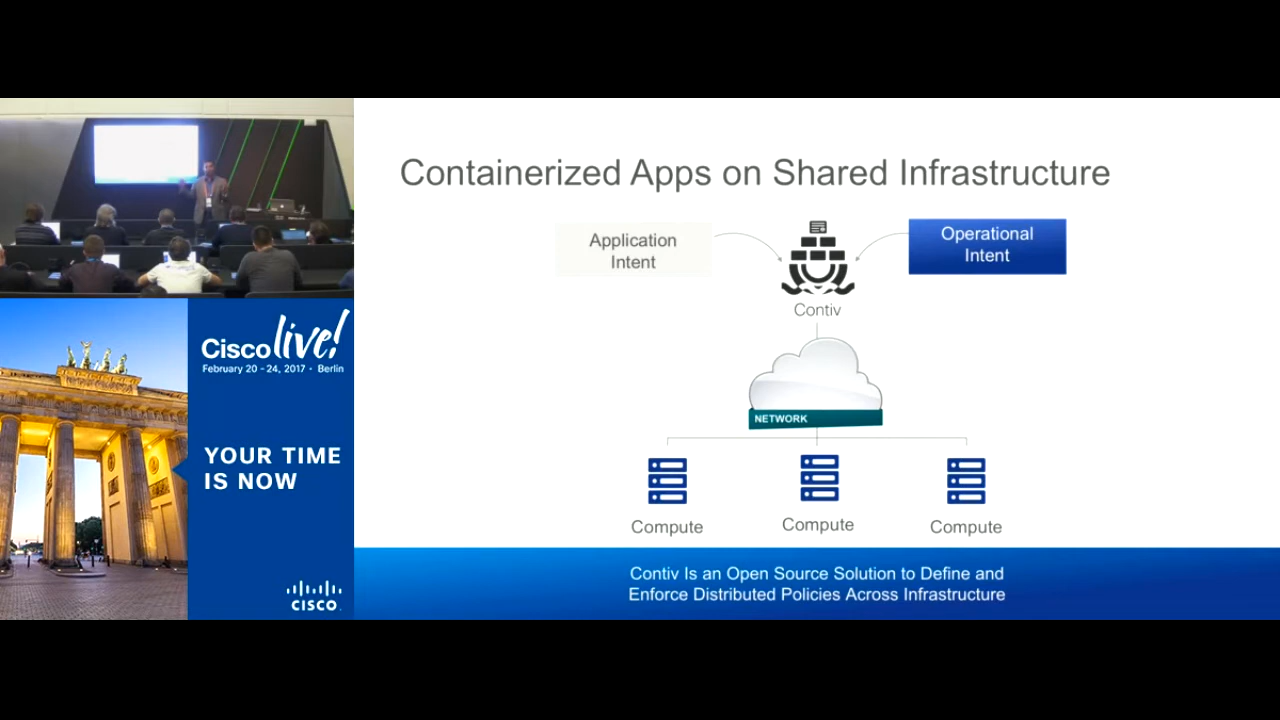 Containerized Apps on Shared Infrastructure
Application
Intent
Operational
Intent
Contiv
NETWORK
Compute
Compute
Compute
Contiv Is an Open Source Solution to Define and
Enforce Distributed Policies Across Infrastructure
Cisco live!
February 20 - 24, 2017 • Berlin
YOUR TIME
IS NOW
CISCO